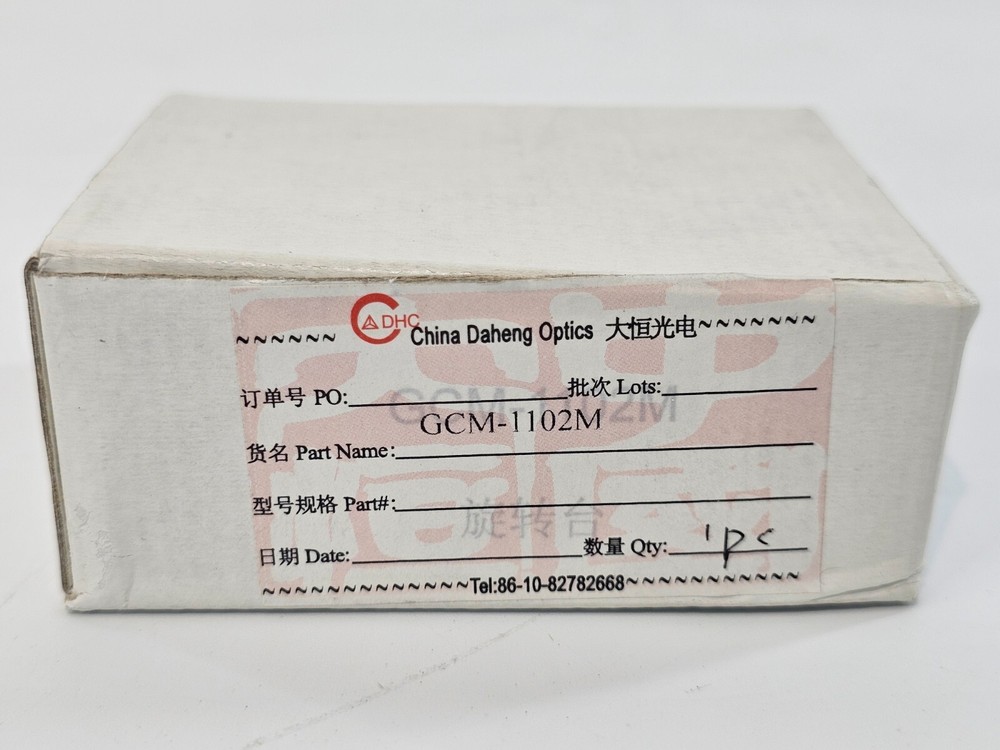 DHC China Daheng Optics 大恒光电
订单号 PO: 批次 Lots:
GCM-1102M
GCM-1102M
货名 Part Name:
型号规格 Part#:
旋转台
日期 Date: 数量 Qty: 1pc
Tel:86-10-82782668